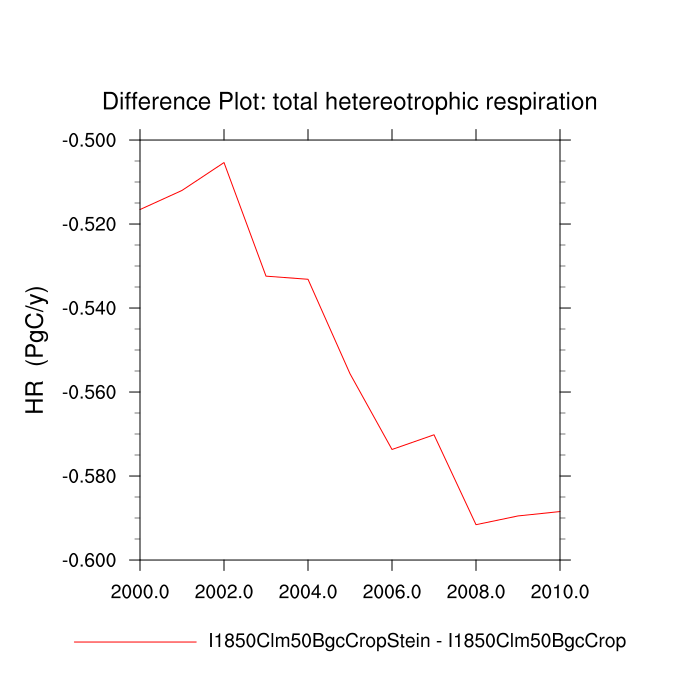 Difference Plot: total hetereotrophic respiration
-0.500
-0.520
-0.540
-0.560
-0.580
-0.600
HR (PgC/y)
2000.0 2002.0 2004.0 2006.0 2008.0 2010.0
I1850Clm50BgcCropStein - I1850Clm50BgcCrop